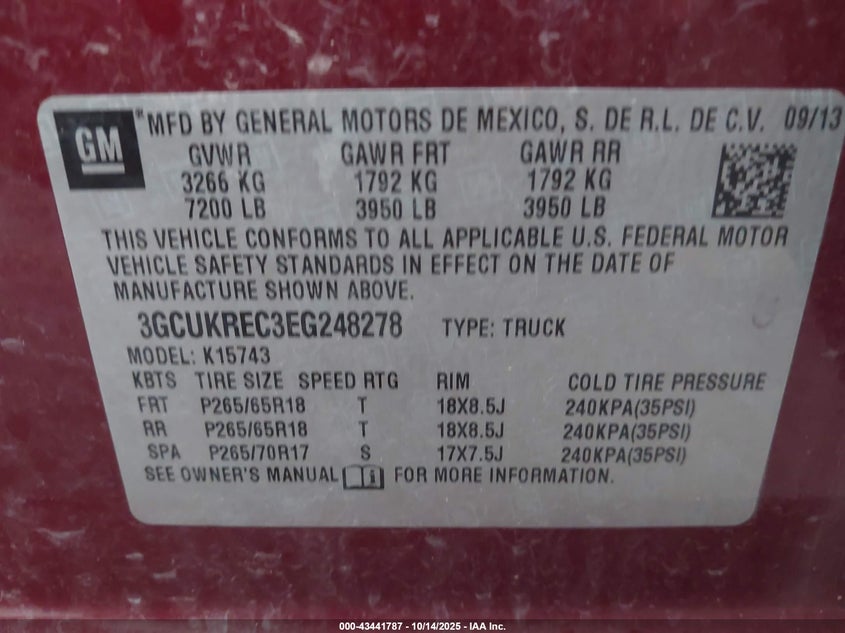 GM
MFD BY GENERAL MOTORS DE MEXICO, S. DE R.L. DE C.V. 09/13
GVWR GAWR FRT GAWR RR
3266 KG 1792 KG 1792 KG
7200 LB 3950 LB 3950 LB
THIS VEHICLE CONFORMS TO ALL APPLICABLE U.S. FEDERAL MOTOR
VEHICLE SAFETY STANDARDS IN EFFECT ON THE DATE OF
MANUFACTURE SHOWN ABOVE.
3GCUKREC3EG248278 TYPE: TRUCK
MODEL: K15743
KBTS TIRE SIZE SPEED RTG RIM COLD TIRE PRESSURE
FRT P265/65R18 T 18X8.5J 240KPA(35PSI)
RR P265/65R18 T 18X8.5J 240KPA(35PSI)
SPA P265/70R17 S 17X7.5J 240KPA(35PSI)
SEE OWNER'S MANUAL i FOR MORE INFORMATION.
000-43441787 - 10/14/2025 - IAA Inc.